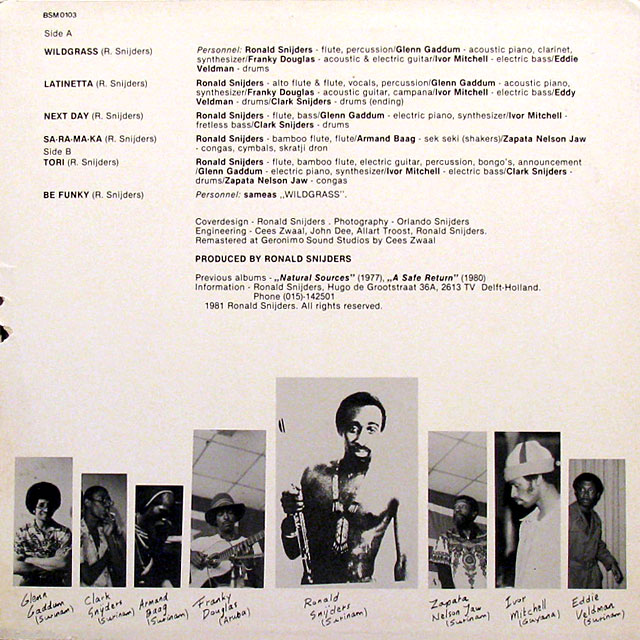 BSM 0103
Side A
WILDGRASS (R. Snijders)
Personnel: Ronald Snijders - flute, percussion/Glenn Gaddum - acoustic piano, clarinet,
synthesizer/Franky Douglas - acoustic & electric guitar/Ivor Mitchell - electric bass/Eddie
Veldman - drums
LATINETTA (R. Snijders)
Ronald Snijders - alto flute & flute, vocals, percussion/Glenn Gaddum - acoustic piano,
synthesizer/Franky Douglas - acoustic guitar, campana/Ivor Mitchell - electric bass/Eddy
Veldman - drums/Clark Snijders - drums (ending)
NEXT DAY (R. Snijders)
Ronald Snijders - flute, bass/Glenn Gaddum - electric piano, synthesizer/Ivor Mitchell -
fretless bass/Clark Snijders - drums
SA-RA-MA-KA (R. Snijders)
Ronald Snijders - bamboo flute, flute/Armand Baag - sek seki (shakers)/Zapata Nelson Jaw
- congas, cymbals, skratji dron
Side B
TORI (R. Snijders)
Ronald Snijders - flute, bamboo flute, electric guitar, percussion, bongo's, announcement
/Glenn Gaddum - electric piano, synthesizer/Ivor Mitchell - electric bass/Clark Snijders -
drums/Zapata Nelson Jaw - congas
BE FUNKY (R. Snijders)
Personnel: sameas ,,WILDGRASS".
Coverdesign - Ronald Snijders . Photography - Orlando Snijders
Engineering - Cees Zwaal, John Dee, Allart Troost, Ronald Snijders.
Remastered at Geronimo Sound Studios by Cees Zwaal
PRODUCED BY RONALD SNIJDERS
Previous albums - ,,Natural Sources" (1977), ,,A Safe Return" (1980)
Information - Ronald Snijders, Hugo de Grootstraat 36A, 2613 TV Delft-Holland.
Phone (015)-142501
1981 Ronald Snijders. All rights reserved.
Glenn
Gaddum
(Surinam)
Clark
Snyders
(Surinam)
Armand
Baag
(Surinam)
Franky
Douglas
(Aruba)
Ronald
Snijders
(Surinam)
Zapata
Nelson Jaw
(Surinam)
Ivor
Mitchell
(Guyana)
Eddie
Veldman
(Surinam)